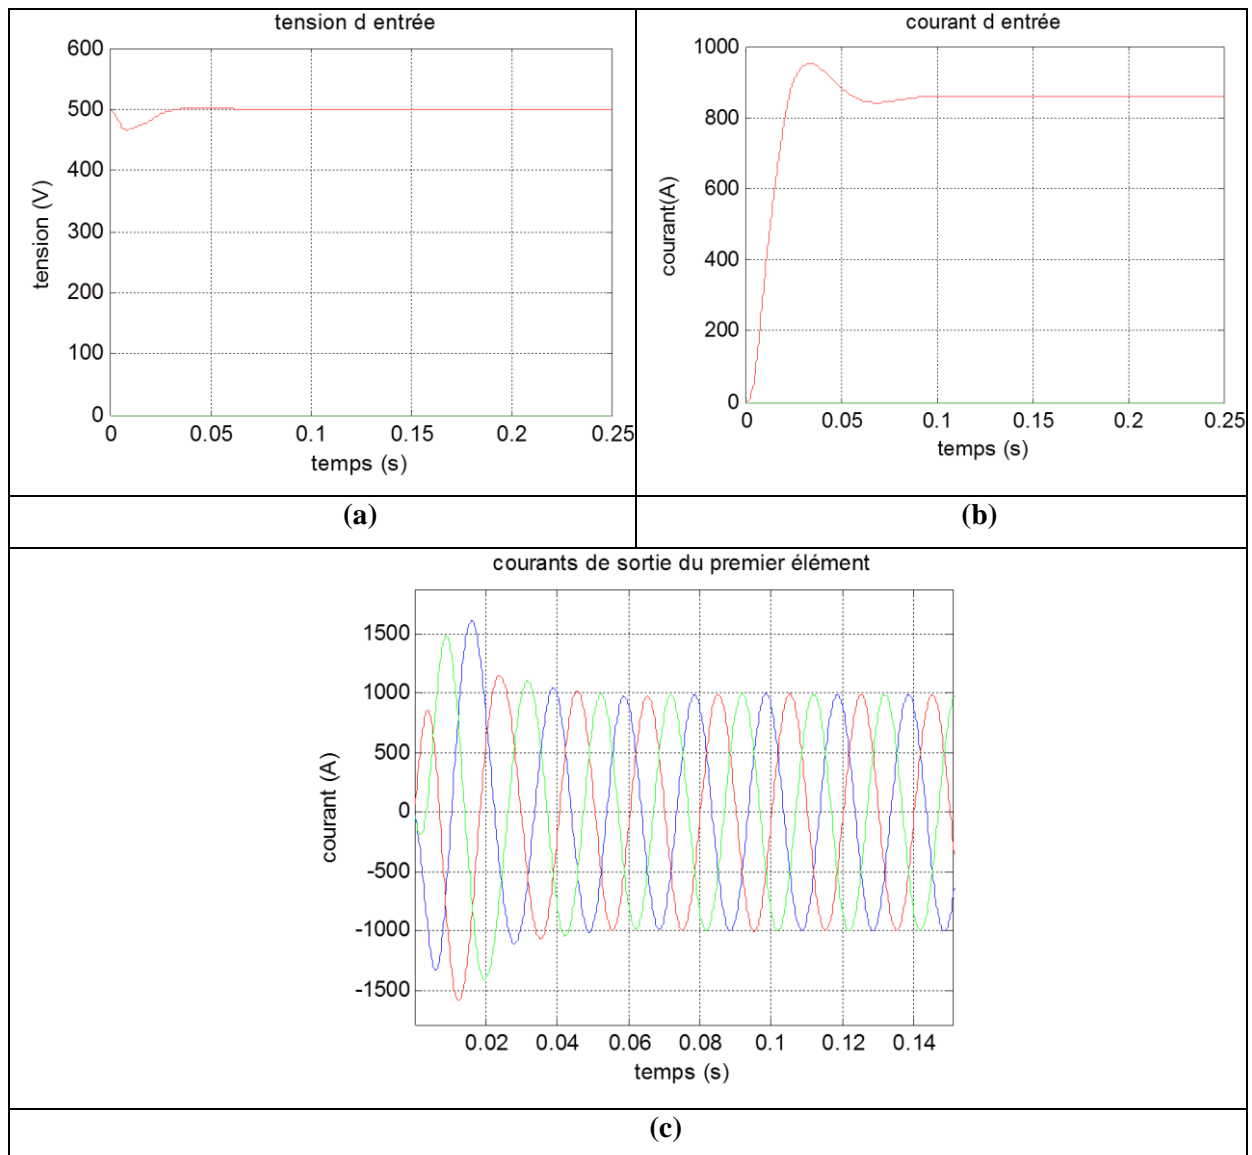 tension d entrée
600
500
400
300
200
100
0
tension (V)
0 0.05 0.1 0.15 0.2 0.25
temps (s)
courant d entrée
1000
800
600
400
200
0
courant(A)
0 0.05 0.1 0.15 0.2 0.25
temps (s)
(a)
(b)
courants de sortie du premier élément
1500
1000
500
0
-500
-1000
-1500
courant (A)
0.02 0.04 0.06 0.08 0.1 0.12 0.14
temps (s)
(c)